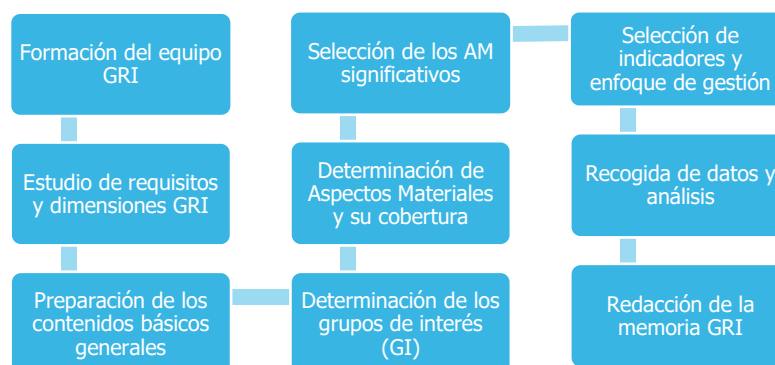 Formación del equipo
GRI
Estudio de requisitos
y dimensiones GRI
Preparación de los
contenidos básicos
generales
Determinación de los
grupos de interés
(GI)
Determinación de
Aspectos Materiales
y su cobertura
Selección de los AM
significativos
Selección de
indicadores y
enfoque de gestión
Recogida de datos y
análisis
Redacción de la
memoria GRI